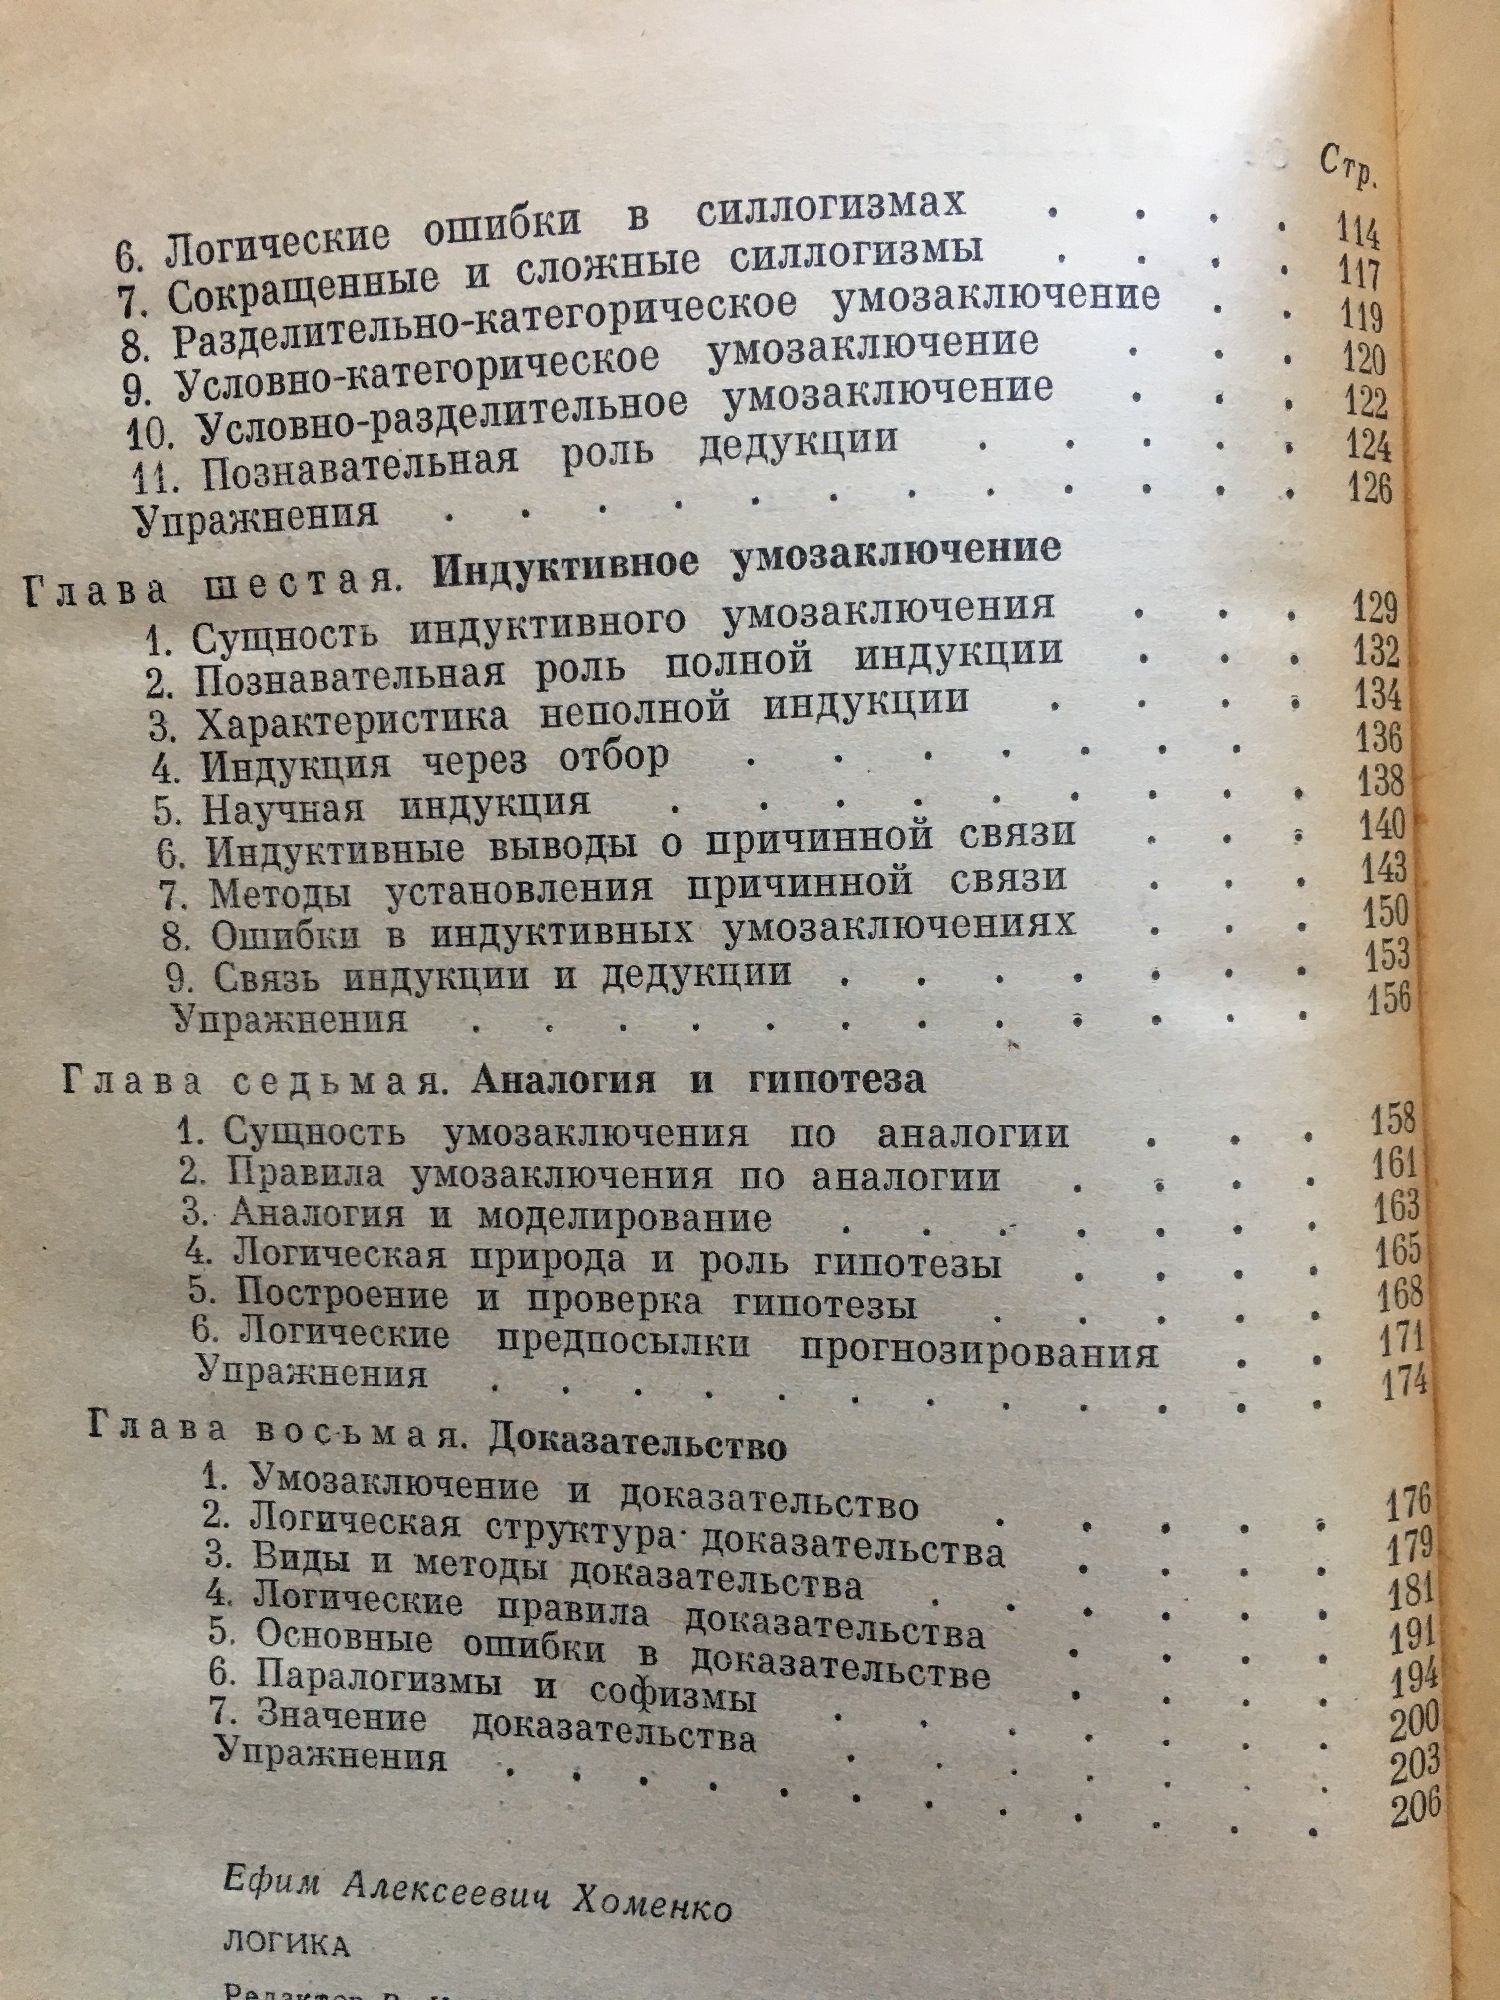 Стр.
6. Логические ошибки в силлогизмах . . . . 114
7. Сокращенные и сложные силлогизмы . . . . 117
8. Разделительно-категорическое умозаключение . . 119
9. Условно-категорическое умозаключение . . . 120
10. Условно-разделительное умозаключение . . . 122
11. Познавательная роль дедукции . . . . . 124
Упражнения . . . . . . . . . . . . 126
Глава шестая. Индуктивное умозаключение
1. Сущность индуктивного умозаключения . . . 129
2. Познавательная роль полной индукции . . . 132
3. Характеристика неполной индукции . . . . 134
4. Индукция через отбор . . . . . . . 136
5. Научная индукция . . . . . . . . . 138
6. Индуктивные выводы о причинной связи . . . 140
7. Методы установления причинной связи . . . 143
8. Ошибки в индуктивных умозаключениях . . . 150
9. Связь индукции и дедукции . . . . . . . 153
Упражнения . . . . . . . . . . . . 156
Глава седьмая. Аналогия и гипотеза
1. Сущность умозаключения по аналогии . . . 158
2. Правила умозаключения по аналогии . . . . 161
3. Аналогия и моделирование . . . . . . . 163
4. Логическая природа и роль гипотезы . . . . 165
5. Построение и проверка гипотезы . . . . . 168
6. Логические предпосылки прогнозирования . . 171
Упражнения . . . . . . . . . . . . 174
Глава восьмая. Доказательство
1. Умозаключение и доказательство . . . . . 176
2. Логическая структура доказательства . . . . 179
3. Виды и методы доказательства . . . . . . 181
4. Логические правила доказательства . . . . 191
5. Основные ошибки в доказательстве . . . . 194
6. Паралогизмы и софизмы . . . . . . . 200
7. Значение доказательства . . . . . . . 203
Упражнения . . . . . . . . . . . . 206
Ефим Алексеевич Хоменко
ЛОГИКА
Редактор